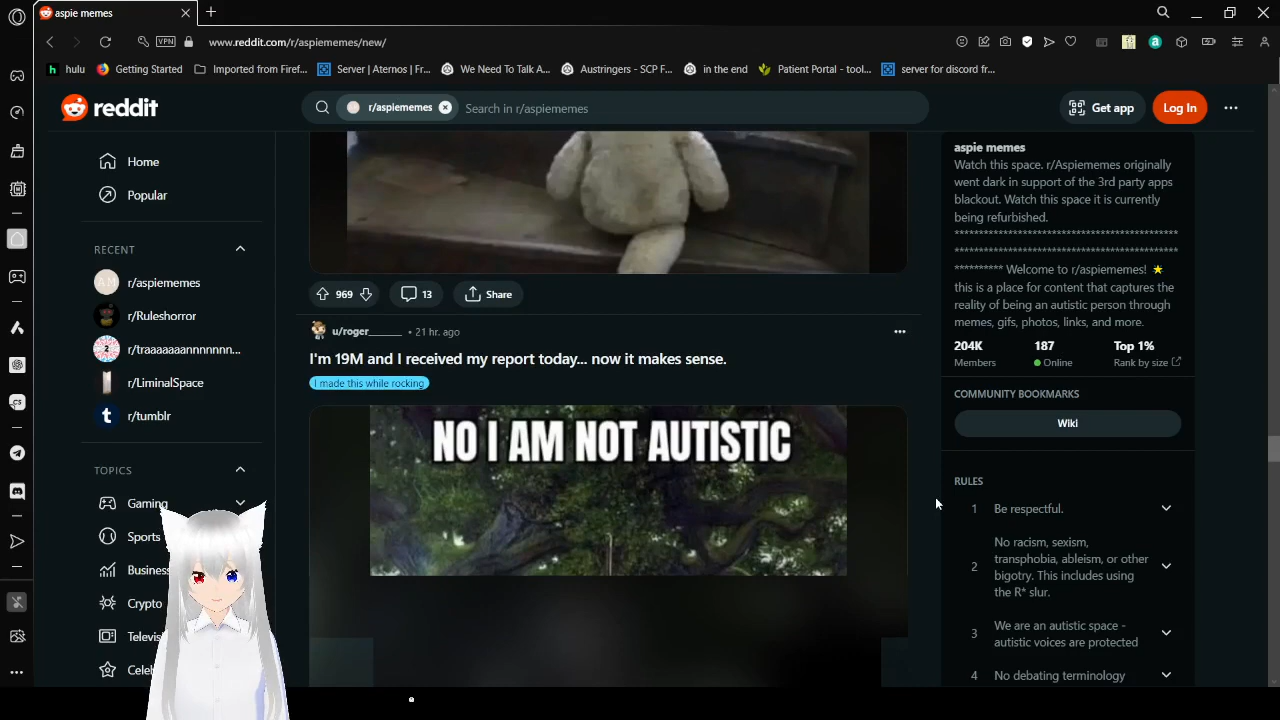 aspie memes
VPN
www.reddit.com/r/aspiememes/new/
hulu
Getting Started
Imported from Firef...
Server | Aternos | Fr...
We Need To Talk A...
Austringers - SCP F...
in the end
Patient Portal - tool...
server for discord fr...
reddit
r/aspiememes
Search in r/aspiememes
Get app
Log In
Home
Popular
RECENT
AM r/aspiememes
r/Ruleshorror
r/traaaaaaannnnnnn...
r/LiminalSpace
r/tumblr
TOPICS
Gaming
Sports
Business
Crypto
Televisi
Celeb
969
13
Share
u/roger______ • 21 hr. ago
I'm 19M and I received my report today... now it makes sense.
I made this while rocking
NO I AM NOT AUTISTIC
aspie memes
Watch this space. r/Aspiememes originally
went dark in support of the 3rd party apps
blackout. Watch this space it is currently
being refurbished.
**********************************************
**********************************************
********** Welcome to r/aspiememes! ⭐
this is a place for content that captures the
reality of being an autistic person through
memes, gifs, photos, links, and more.
204K 187 Top 1%
Members Online Rank by size
COMMUNITY BOOKMARKS
Wiki
RULES
1 Be respectful.
2 No racism, sexism,
transphobia, ableism, or other
bigotry. This includes using
the R* slur.
3 We are an autistic space -
autistic voices are protected
4 No debating terminology